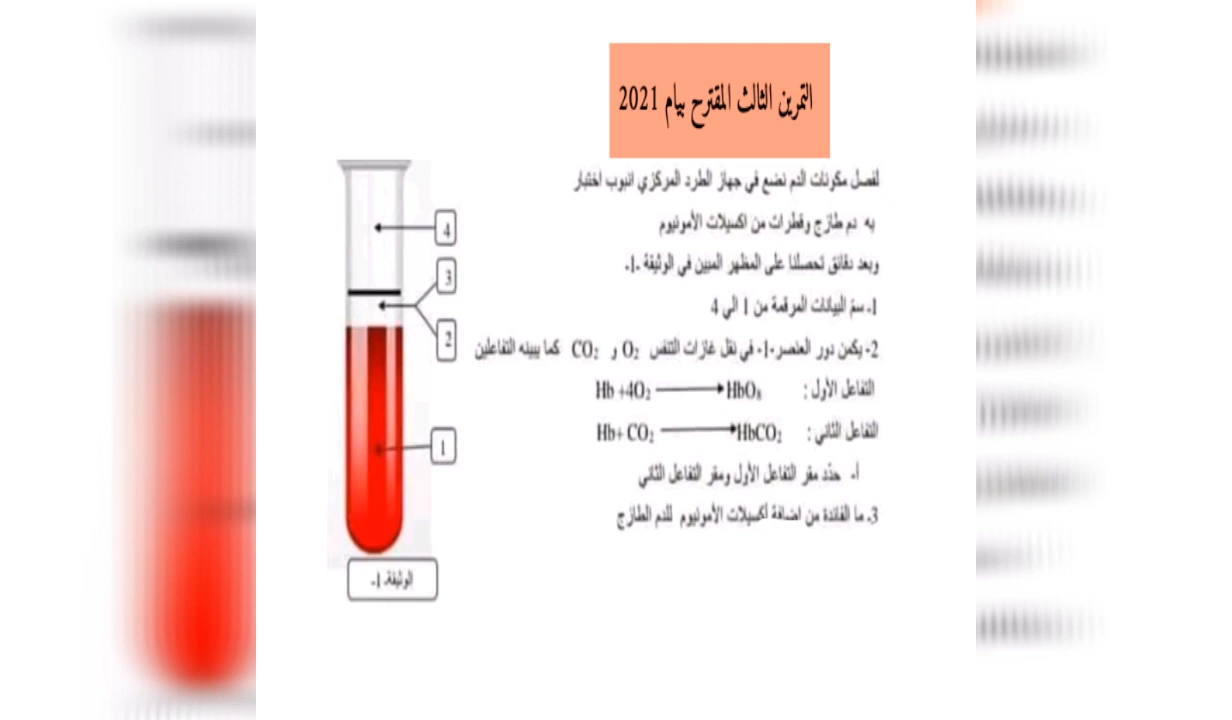 التمرين الثالث المقترح بيام 2021
لفصل مكونات الدم نضع في جهاز الطرد المركزي انبوب اختبار
به دم طازج وقطرات من اكسيلات الأمونيوم
وبعد دقائق تحصلنا على المظهر المبين في الوثيقة -1-
1- سم البيانات المرقمة من 1 الى 4
2- يكمن دور العنصر-1- في نقل غازات التنفس O₂ و CO₂ كما يبينه التفاعلين
التفاعل الأول : Hb +4O₂ ⟶ HbO₈
التفاعل الثاني : Hb+ CO₂ ⟶ HbCO₂
أ- حدّد مقر التفاعل الأول ومقر التفاعل الثاني
3- ما الفائدة من اضافة أكسيلات الأمونيوم للدم الطازج
4
3
2
1
الوثيقة-1-